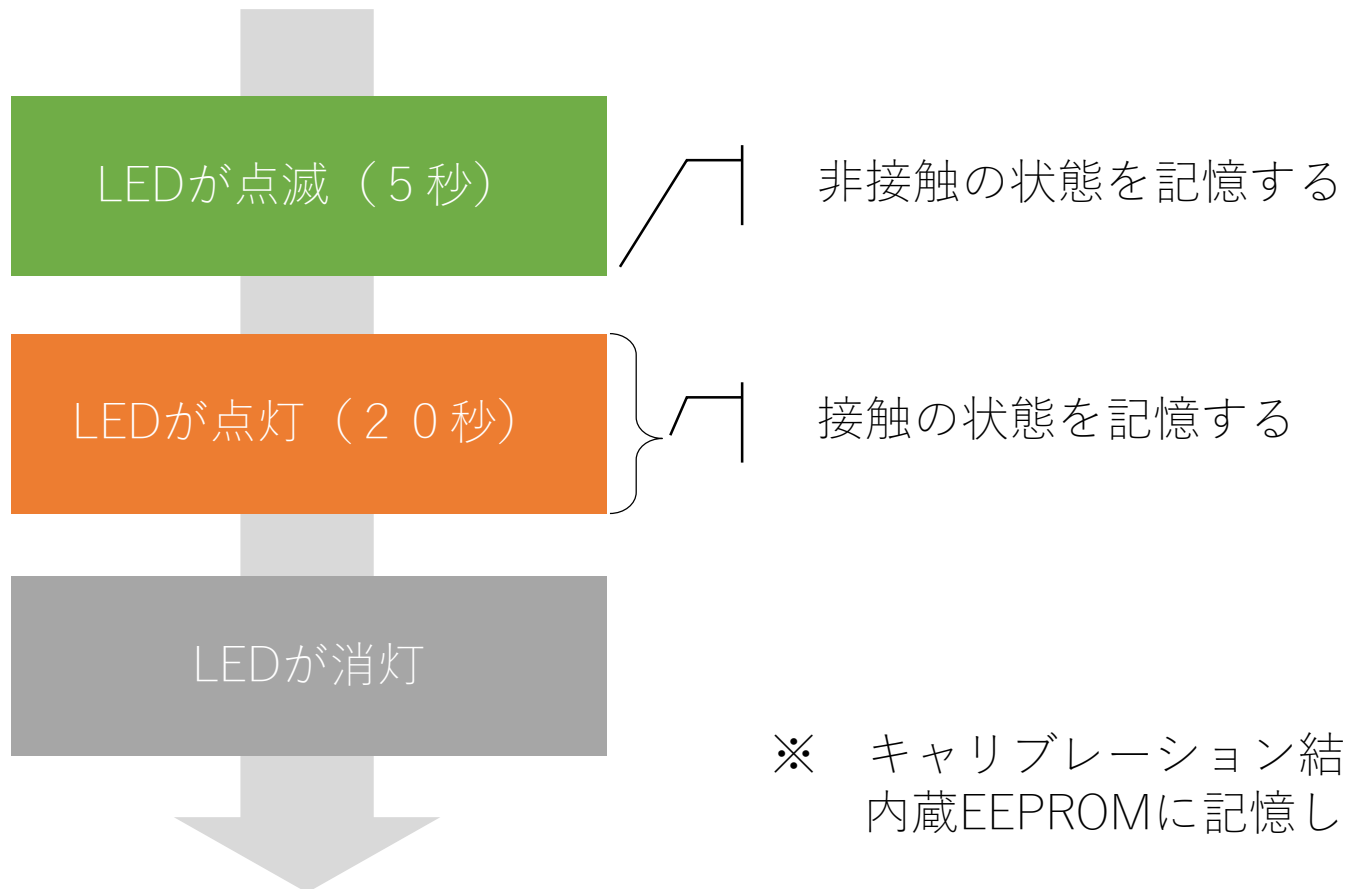 LEDが点滅（５秒）
非接触の状態を記憶する
LEDが点灯（２０秒）
接触の状態を記憶する
LEDが消灯
※　キャリブレーション結
内蔵EEPROMに記憶し